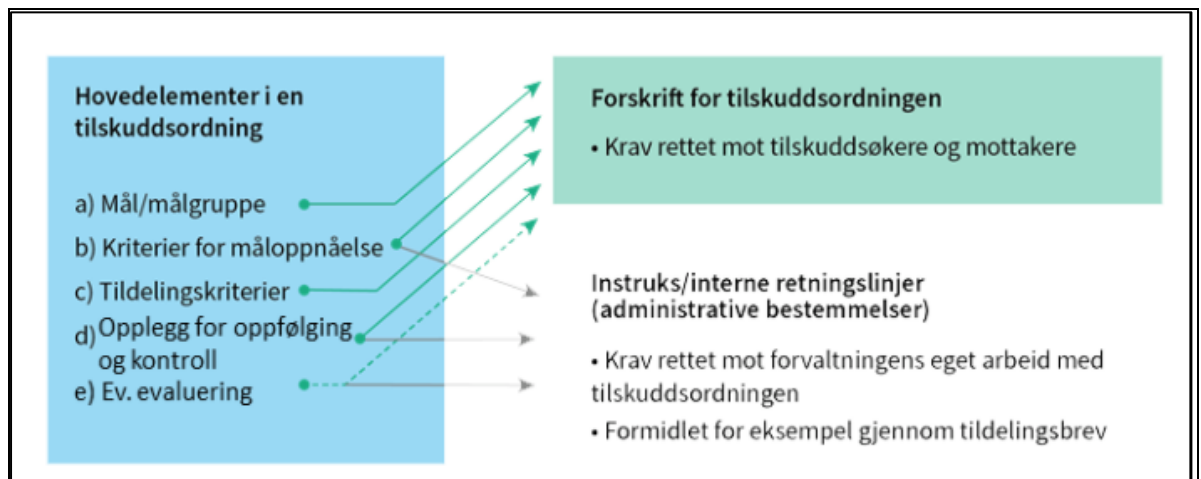 Hovedelementer i en
tilskuddsordning
a) Mål/målgruppe
b) Kriterier for måloppnåelse
c) Tildelingskriterier
d) Opplegg for oppfølging
og kontroll
e) Ev. evaluering
Forskrift for tilskuddsordningen
• Krav rettet mot tilskuddsøkere og mottakere
Instruks/interne retningslinjer
(administrative bestemmelser)
• Krav rettet mot forvaltningens eget arbeid med
tilskuddsordningen
• Formidlet for eksempel gjennom tildelingsbrev